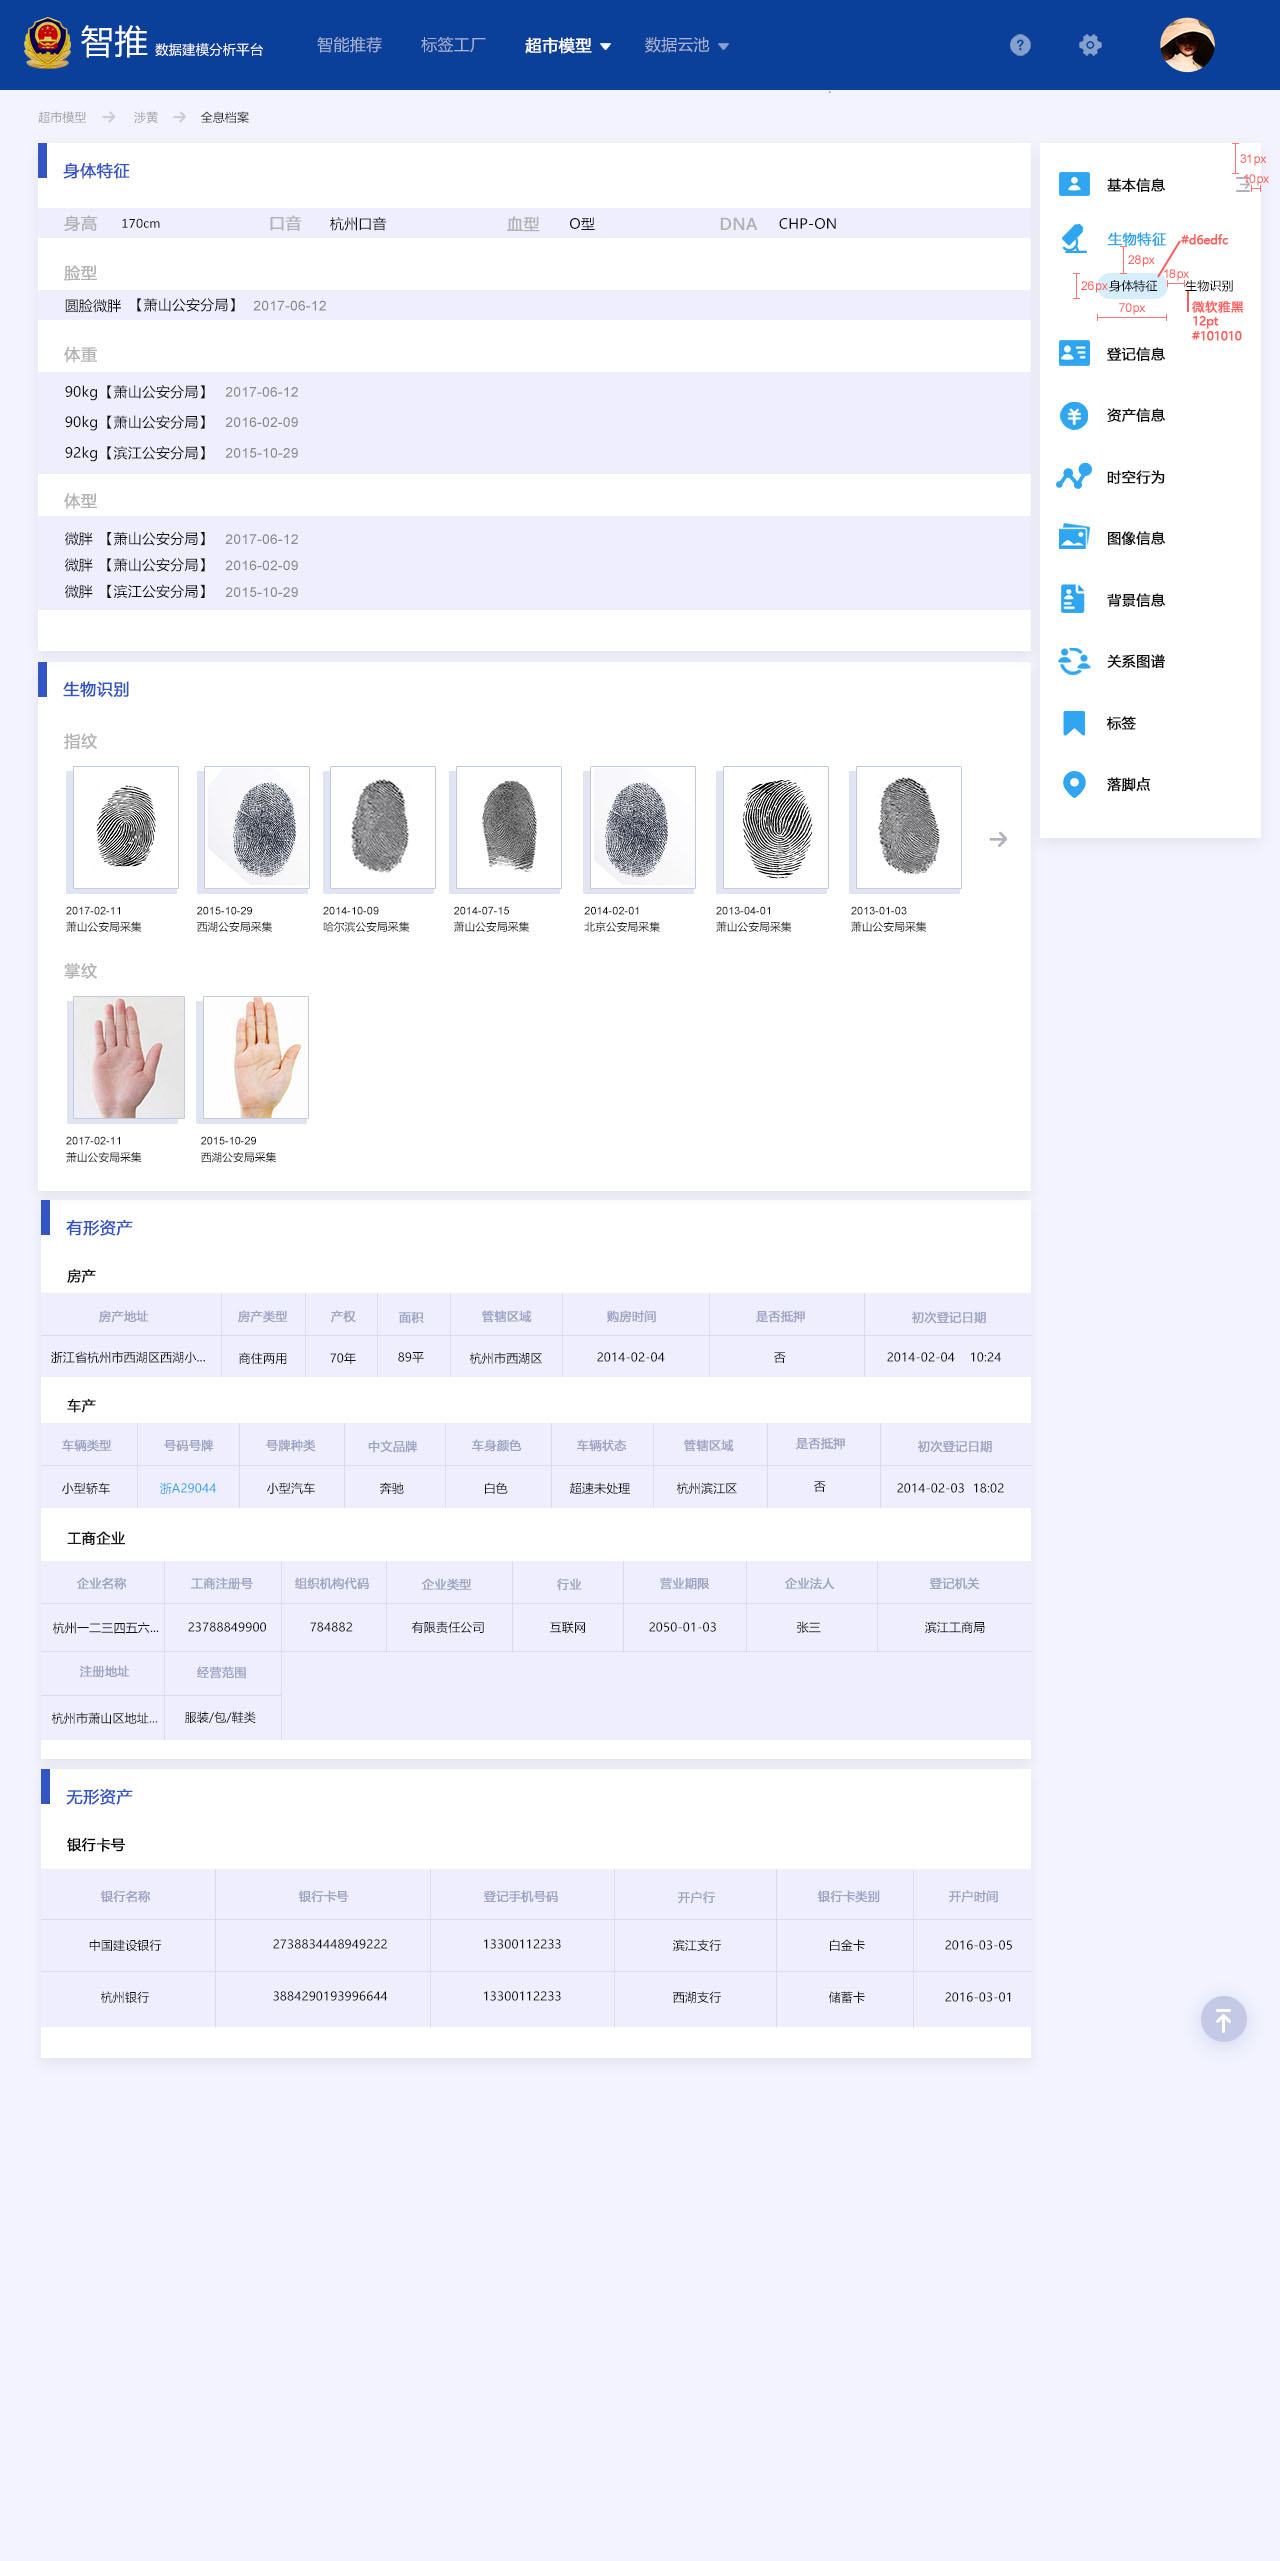 智推 数据建模分析平台 智能推荐 标签工厂 超市模型 数据云池
超市模型 涉黄 全息档案
身体特征
身高 170cm 口音 杭州口音 血型 O型 DNA CHP-ON
脸型
圆脸微胖 【萧山公安分局】 2017-06-12
体重
90kg【萧山公安分局】 2017-06-12
90kg【萧山公安分局】 2016-02-09
92kg【滨江公安分局】 2015-10-29
体型
微胖 【萧山公安分局】 2017-06-12
微胖 【萧山公安分局】 2016-02-09
微胖 【滨江公安分局】 2015-10-29
31px
10px
基本信息
生物特征
#d6edfc
28px
18px
26px
身体特征 生物识别
70px
微软雅黑
12pt
#101010
登记信息
资产信息
时空行为
图像信息
背景信息
关系图谱
标签
落脚点
生物识别
指纹
2017-02-11 2015-10-29 2014-10-09 2014-07-15 2014-02-01 2013-04-01 2013-01-03
萧山公安局采集 西湖公安局采集 哈尔滨公安局采集 萧山公安局采集 北京公安局采集 萧山公安局采集 萧山公安局采集
掌纹
2017-02-11 2015-10-29
萧山公安局采集 西湖公安局采集
有形资产
房产
房产地址 房产类型 产权 面积 管辖区域 购房时间 是否抵押 初次登记日期
浙江省杭州市西湖区西湖小... 商住两用 70年 89平 杭州市西湖区 2014-02-04 否 2014-02-04 10:24
车产
车辆类型 号码号牌 号牌种类 中文品牌 车身颜色 车辆状态 管辖区域 是否抵押 初次登记日期
小型轿车 浙A29044 小型汽车 奔驰 白色 超速未处理 杭州滨江区 否 2014-02-03 18:02
工商企业
企业名称 工商注册号 组织机构代码 企业类型 行业 营业期限 企业法人 登记机关
杭州一二三四五六... 23788849900 784882 有限责任公司 互联网 2050-01-03 张三 滨江工商局
注册地址 经营范围
杭州市萧山区地址... 服装/包/鞋类
无形资产
银行卡号
银行名称 银行卡号 登记手机号码 开户行 银行卡类别 开户时间
中国建设银行 2738834448949222 13300112233 滨江支行 白金卡 2016-03-05
杭州银行 3884290193996644 13300112233 西湖支行 储蓄卡 2016-03-01